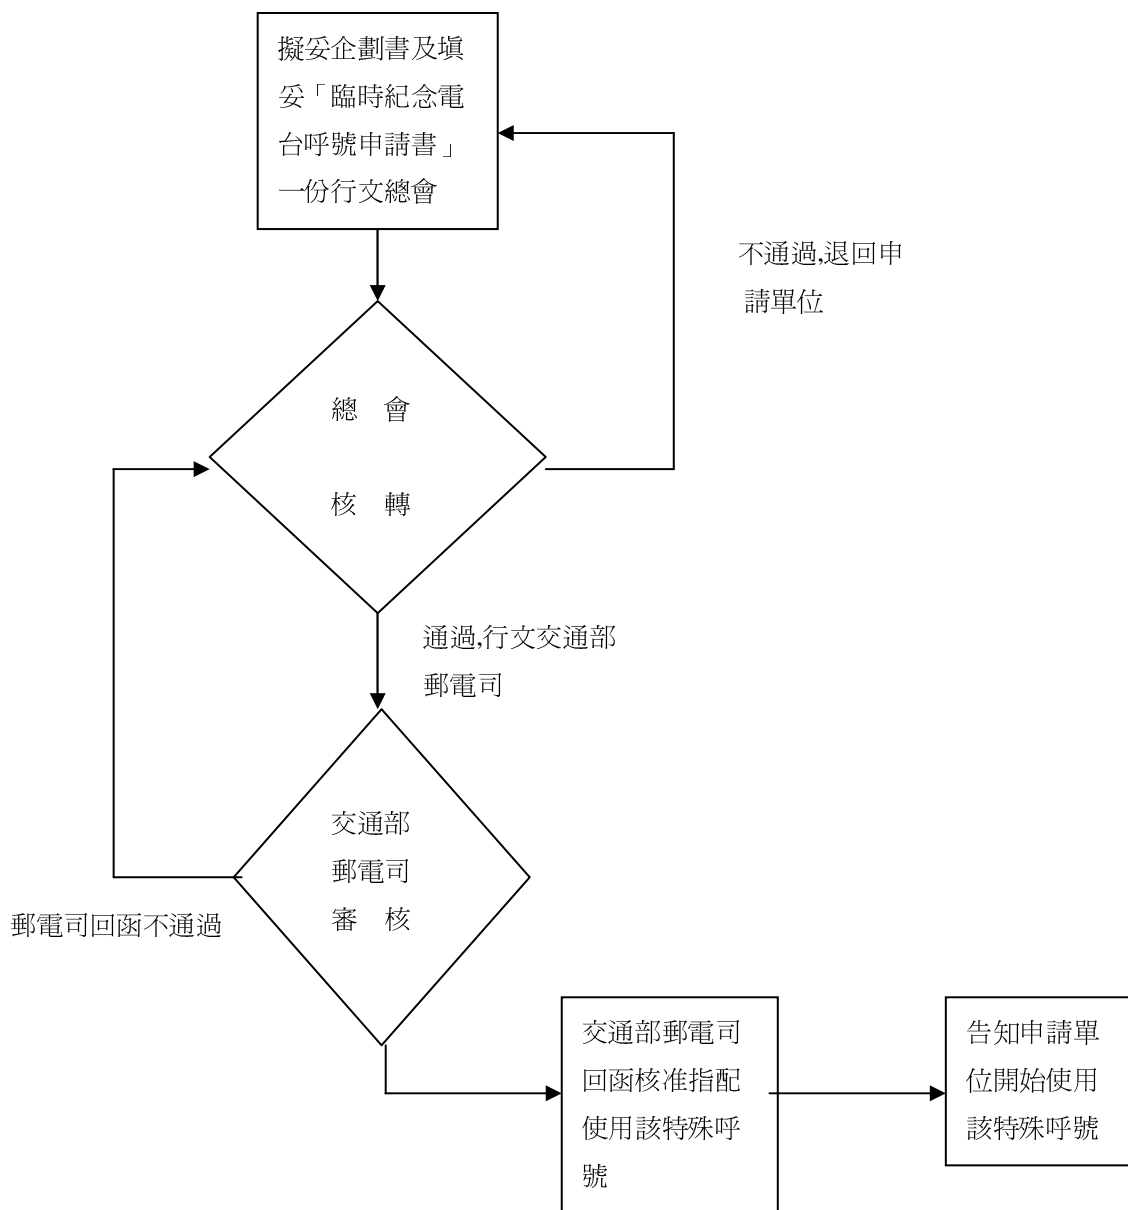 擬妥企劃書及填
妥「臨時紀念電
台呼號申請書」
一份行文總會
不通過,退回申
請單位
總 會
核 轉
通過,行文交通部
郵電司
交通部
郵電司
審 核
郵電司回函不通過
交通部郵電司
回函核准指配
使用該特殊呼
號
告知申請單
位開始使用
該特殊呼號